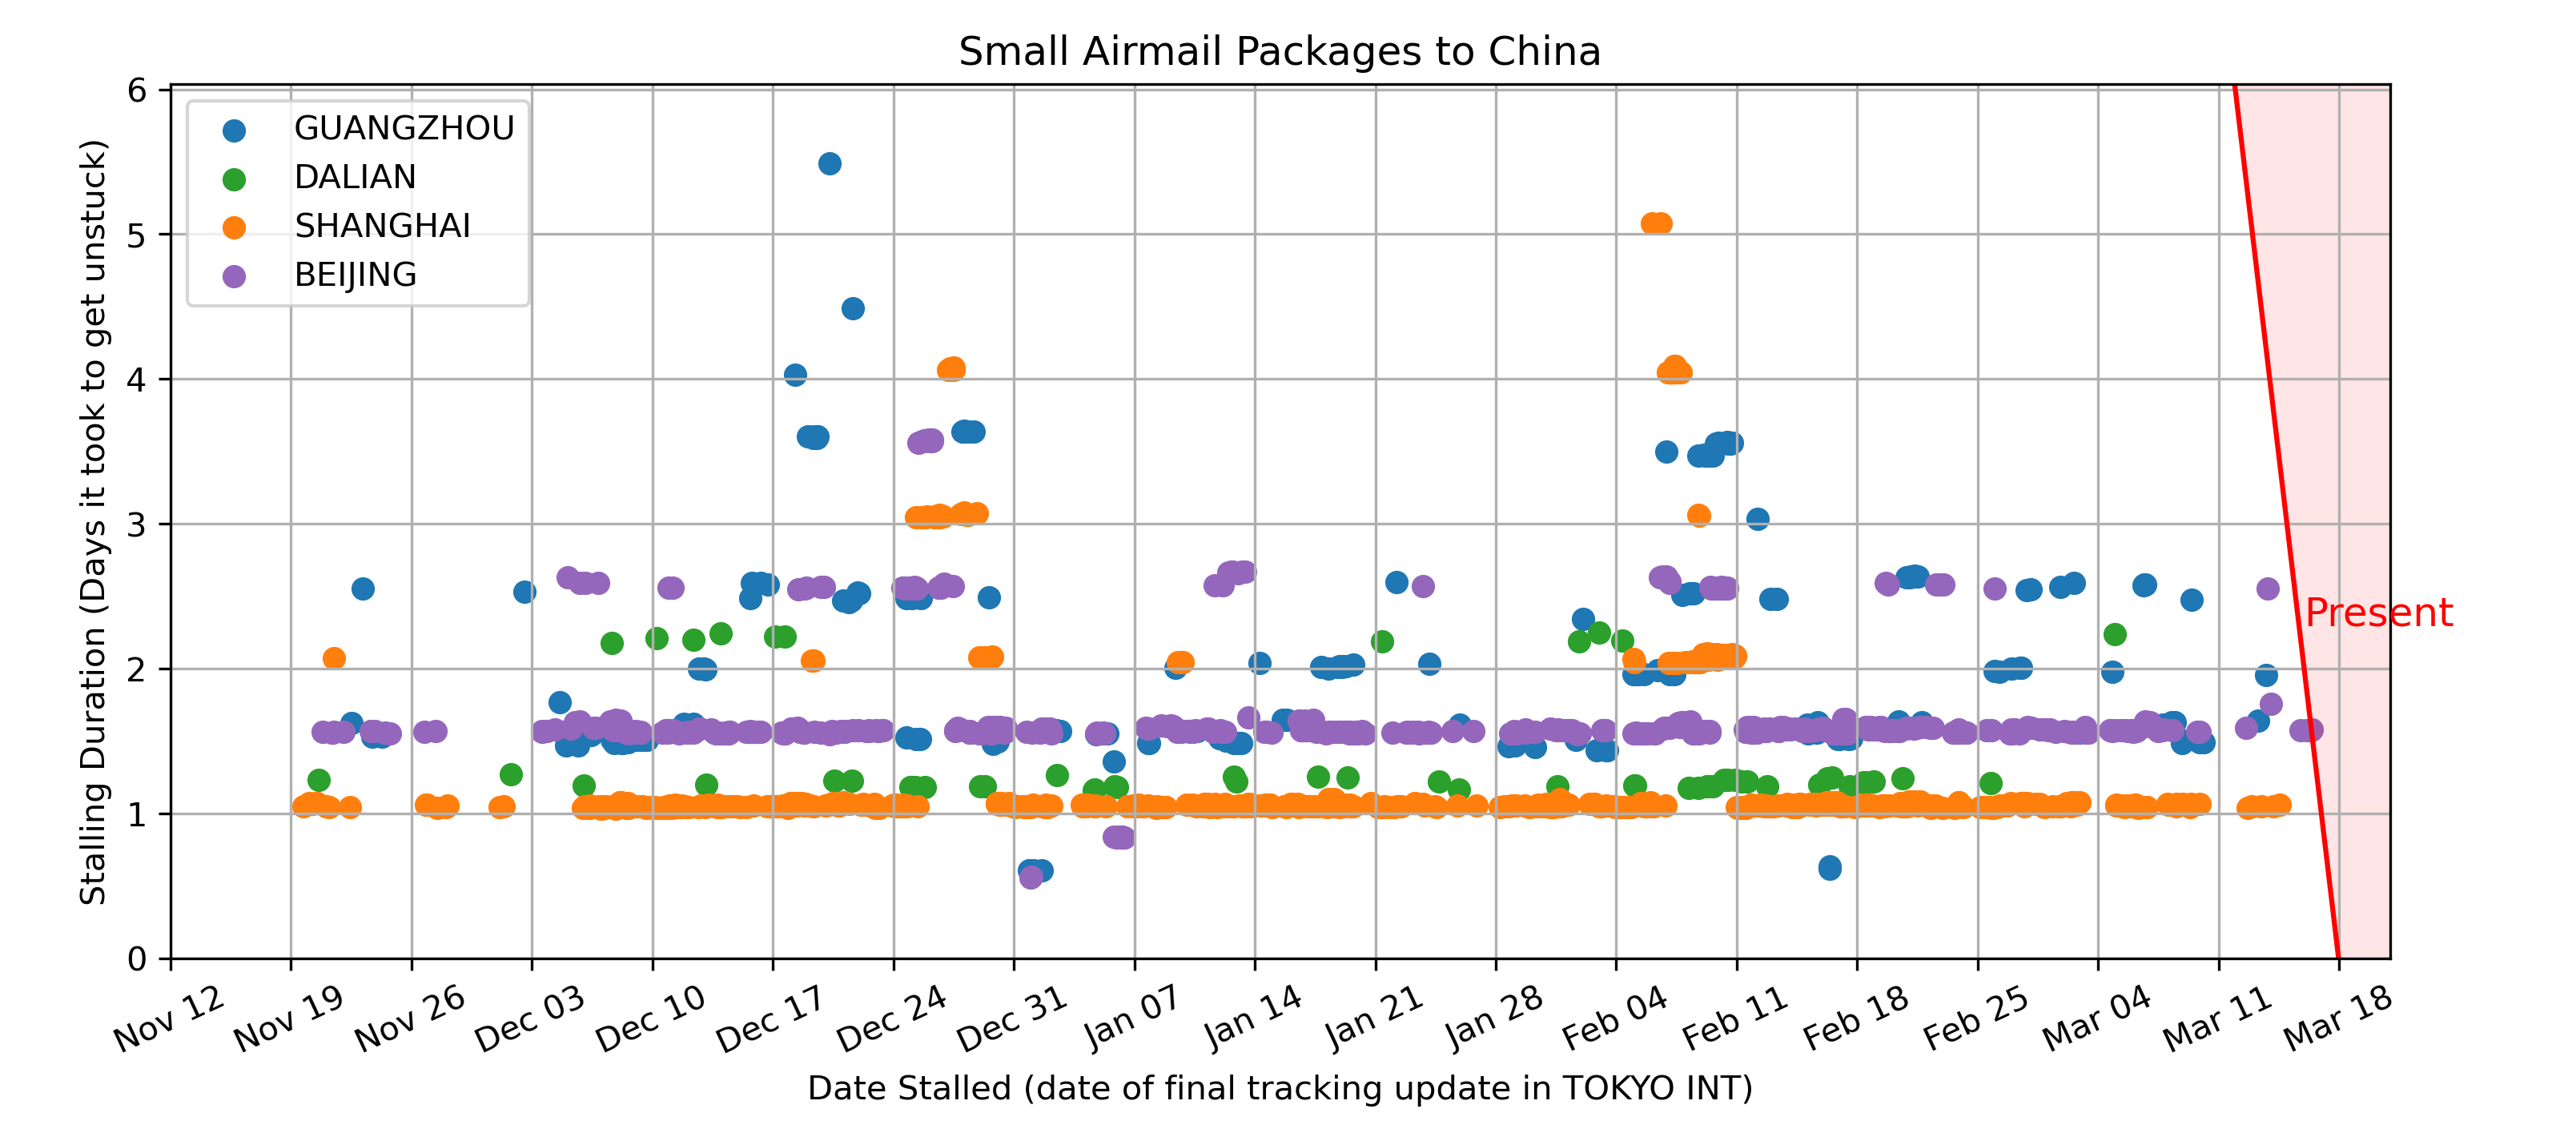 Small Airmail Packages to China
Stalling Duration (Days it took to get unstuck)
6
5
4
3
2
1
0
GUANGZHOU
DALIAN
SHANGHAI
BEIJING
Present
Nov 12
Nov 19
Nov 26
Dec 03
Dec 10
Dec 17
Dec 24
Dec 31
Jan 07
Jan 14
Jan 21
Jan 28
Feb 04
Feb 11
Feb 18
Feb 25
Mar 04
Mar 11
Mar 18
Date Stalled (date of final tracking update in TOKYO INT)